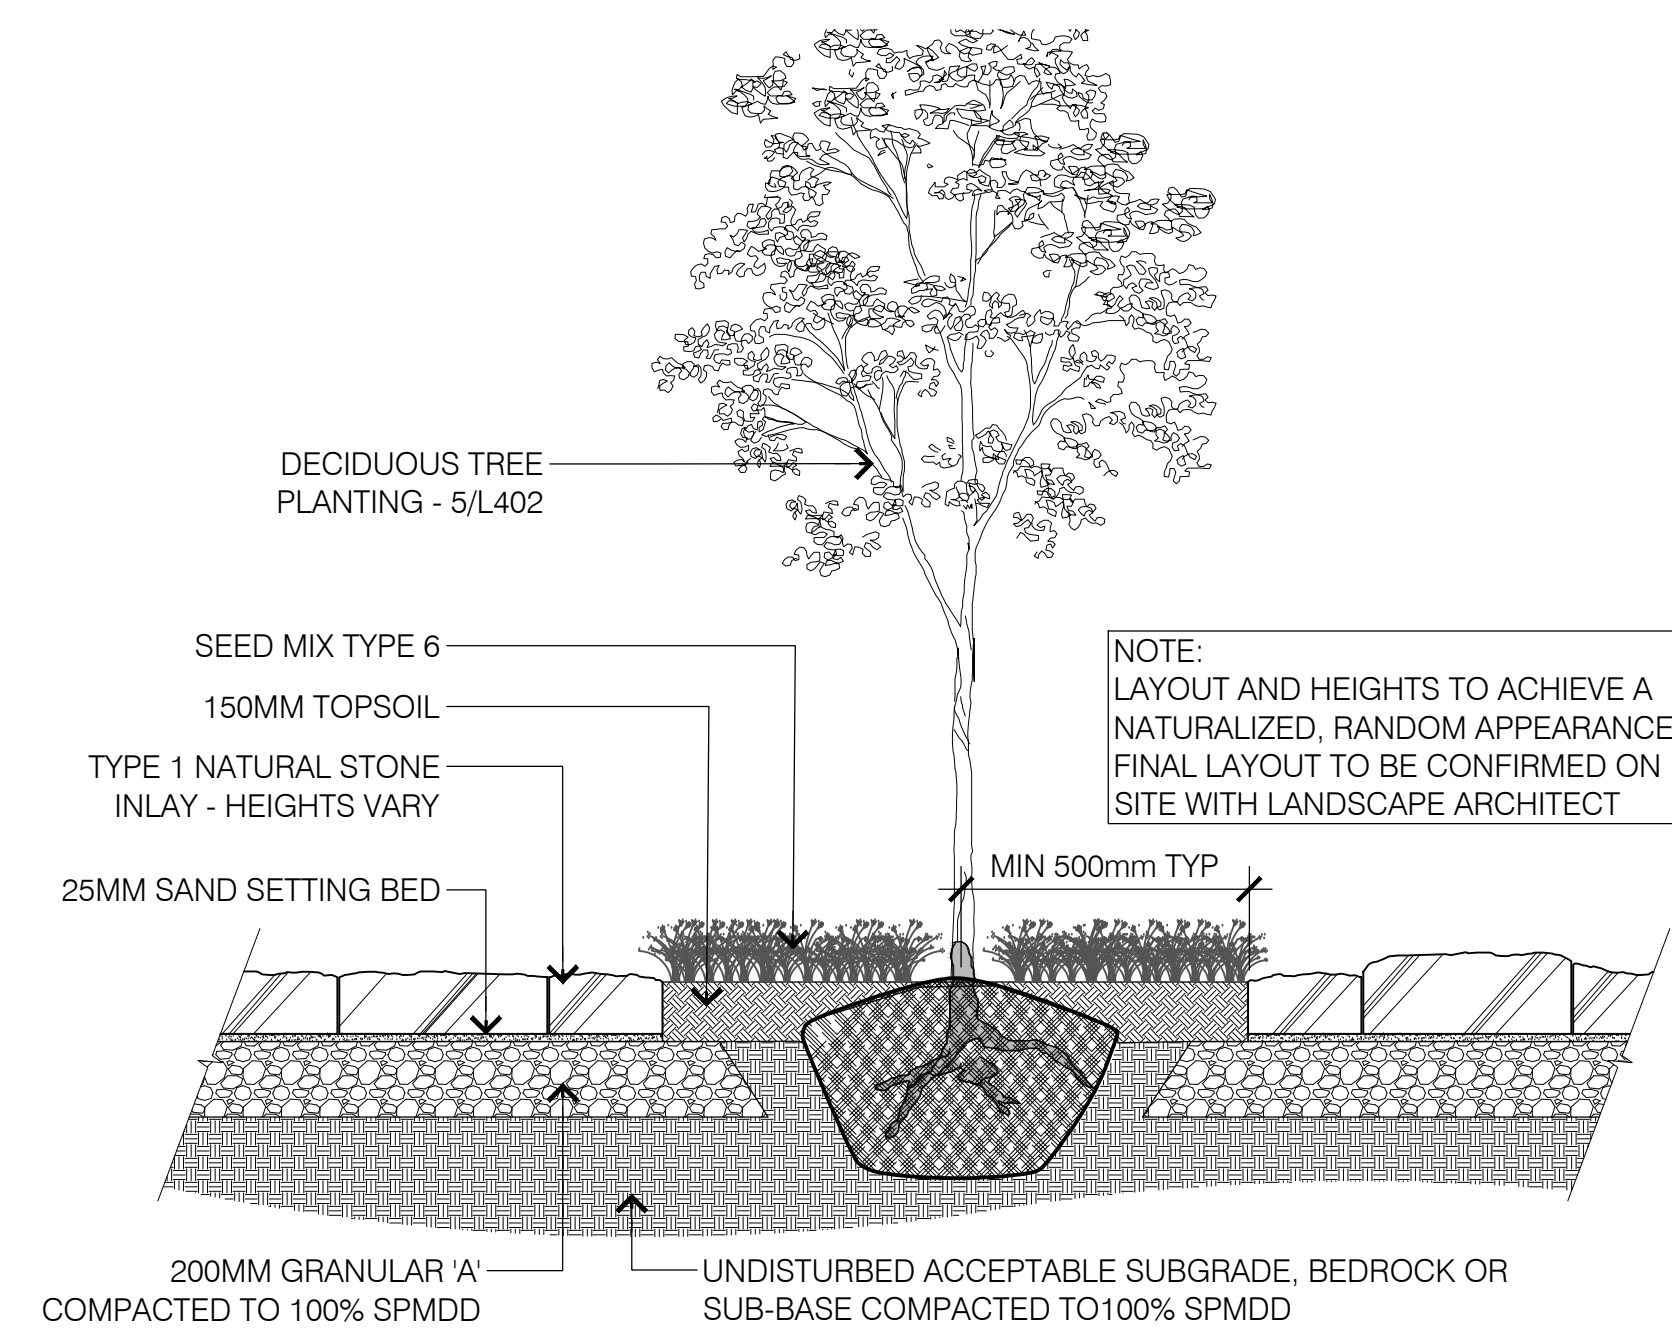 DECIDUOUS TREE
PLANTING - 5/L402
SEED MIX TYPE 6
150MM TOPSOIL
TYPE 1 NATURAL STONE
INLAY - HEIGHTS VARY
25MM SAND SETTING BED
NOTE:
LAYOUT AND HEIGHTS TO ACHIEVE A
NATURALIZED, RANDOM APPEARANCE
FINAL LAYOUT TO BE CONFIRMED ON
SITE WITH LANDSCAPE ARCHITECT
MIN 500mm TYP
200MM GRANULAR 'A'
COMPACTED TO 100% SPMDD
UNDISTURBED ACCEPTABLE SUBGRADE, BEDROCK OR
SUB-BASE COMPACTED TO100% SPMDD